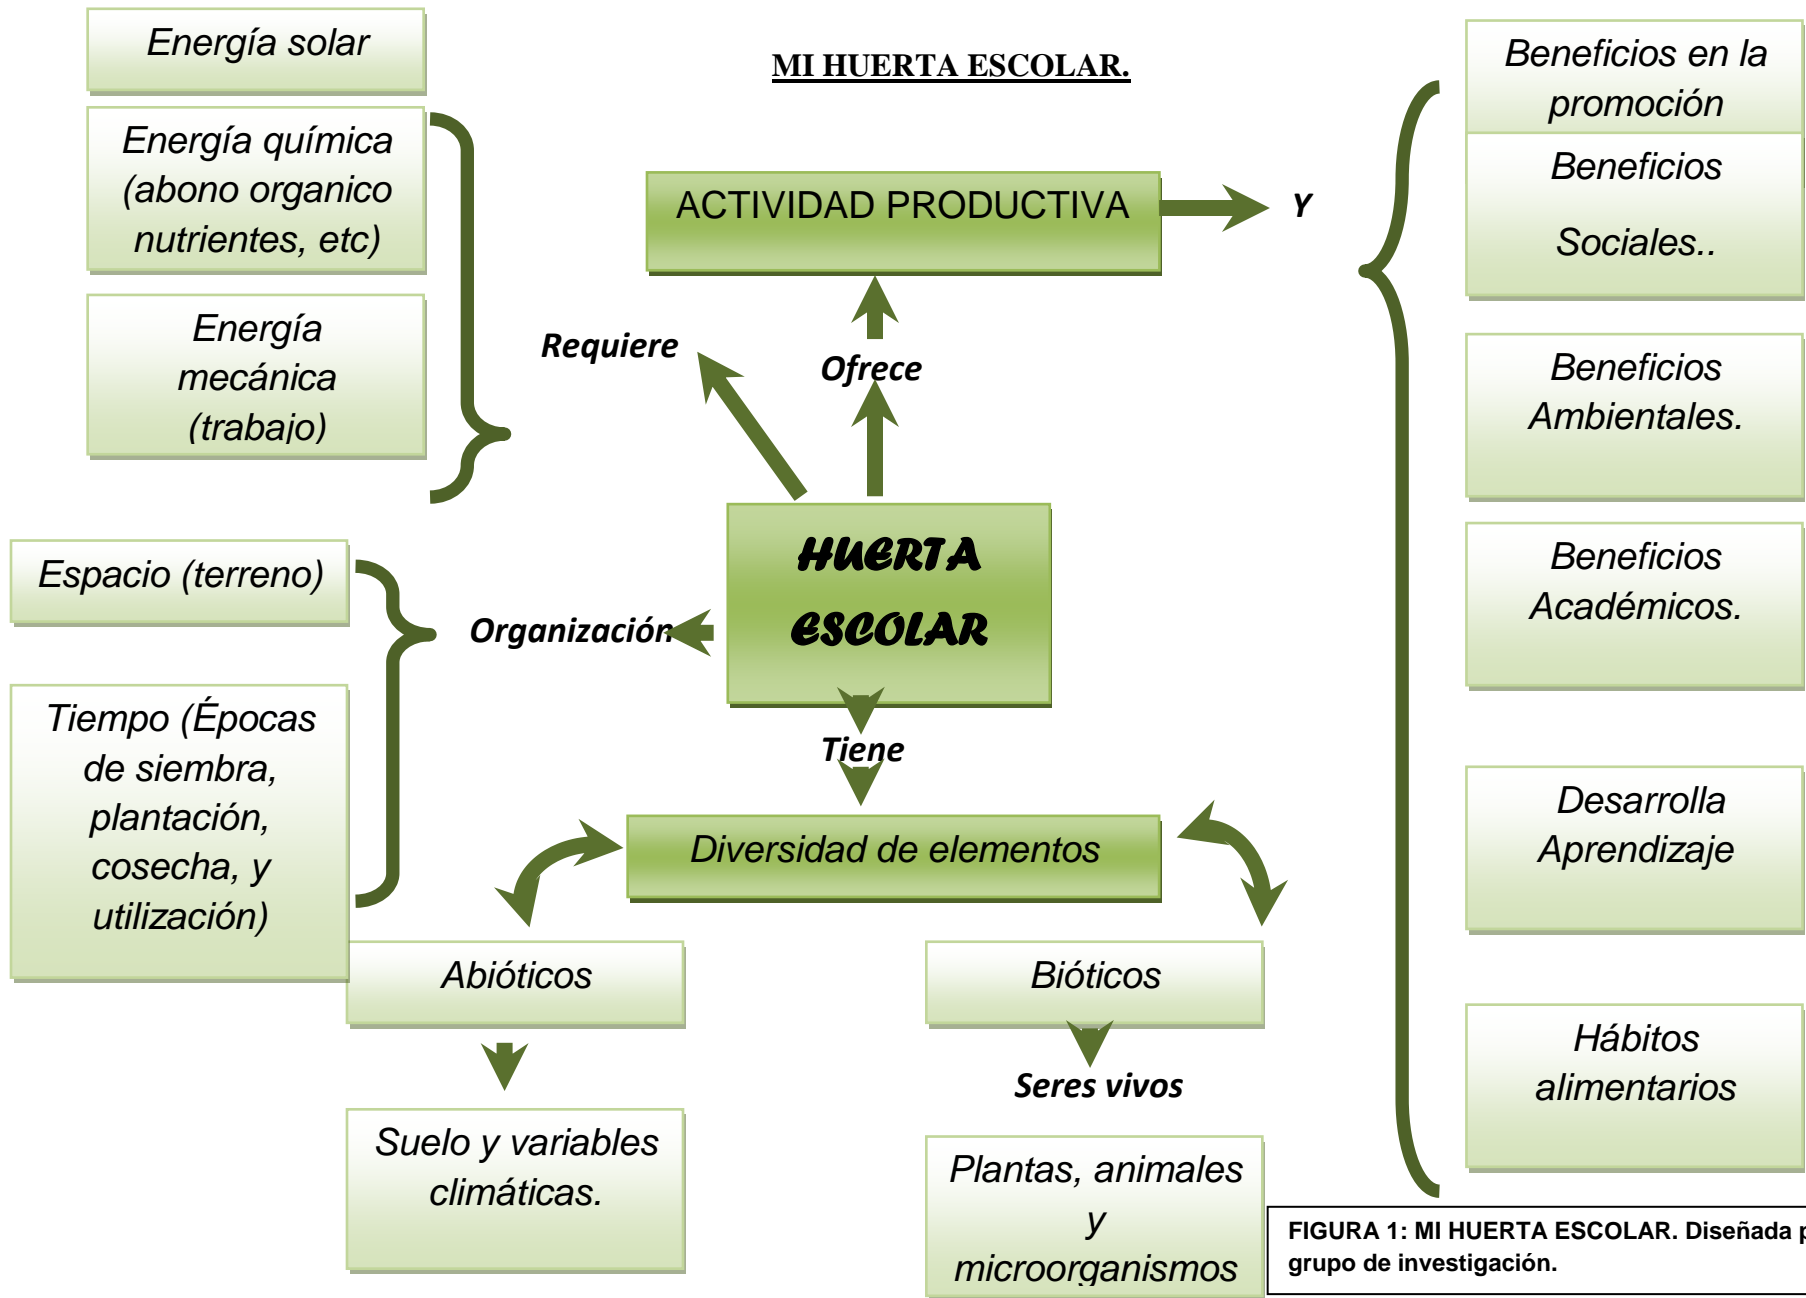 MI HUERTA ESCOLAR.
Energía solar
Energía química
(abono organico
nutrientes, etc)
Energía
mecánica
(trabajo)
Requiere
ACTIVIDAD PRODUCTIVA
Y
Ofrece
Beneficios en la
promoción
Beneficios
Sociales..
Beneficios
Ambientales.
Beneficios
Académicos.
Desarrolla
Aprendizaje
Hábitos
alimentarios
HUERTA
ESCOLAR
Espacio (terreno)
Organización
Tiempo (Épocas
de siembra,
plantación,
cosecha, y
utilización)
Tiene
Diversidad de elementos
Abióticos
Bióticos
Seres vivos
Suelo y variables
climáticas.
Plantas, animales
y
microorganismos
FIGURA 1: MI HUERTA ESCOLAR. Diseñada
grupo de investigación.